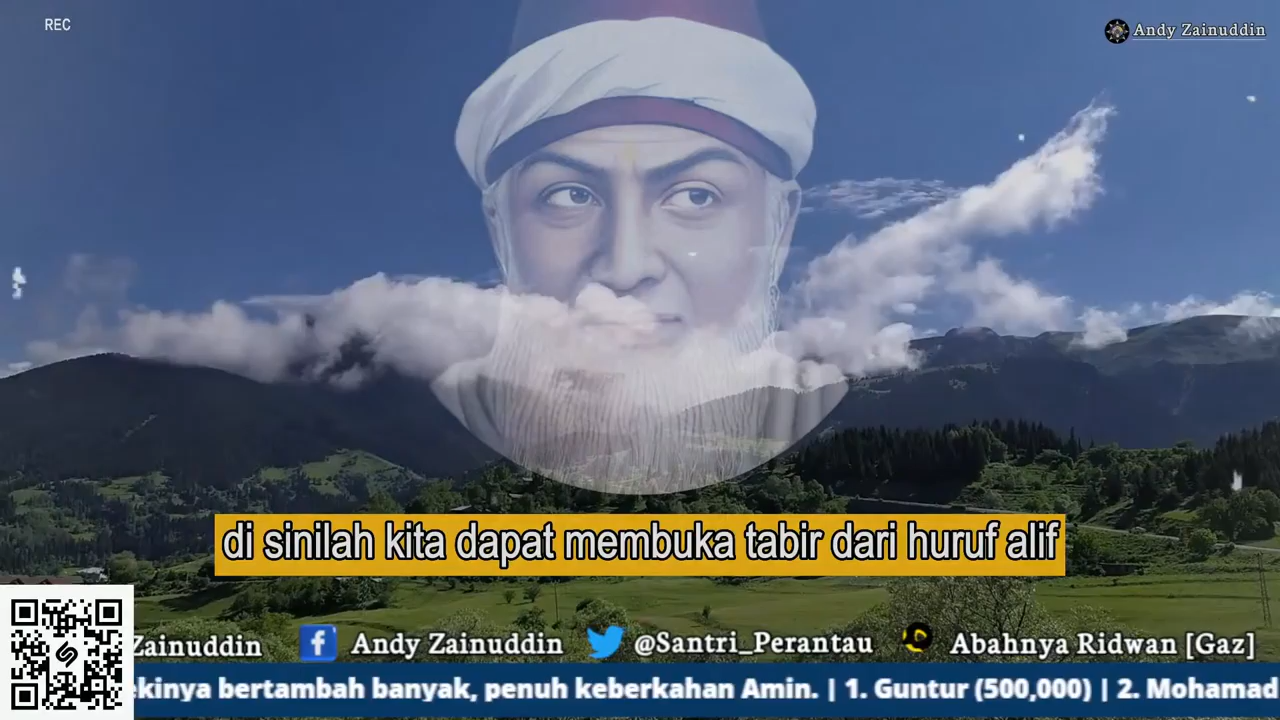 REC
Andy Zainuddin
di sinilah kita dapat membuka tabir dari huruf alif
Zainuddin Andy Zainuddin @Santri_Perantau Abahnya Ridwan [Gaz]
ekinya bertambah banyak, penuh keberkahan Amin. | 1. Guntur (500,000) | 2. Mohamad